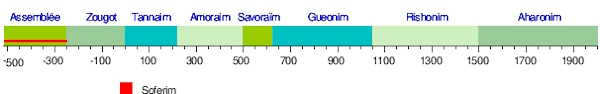 Assemblée Zougot Tannaim Amoraïm Savoraïm Gueonim Rishonim Aharonim
-500 -300 -100 100 300 500 700 900 1100 1300 1500 1700 1900
Soferim